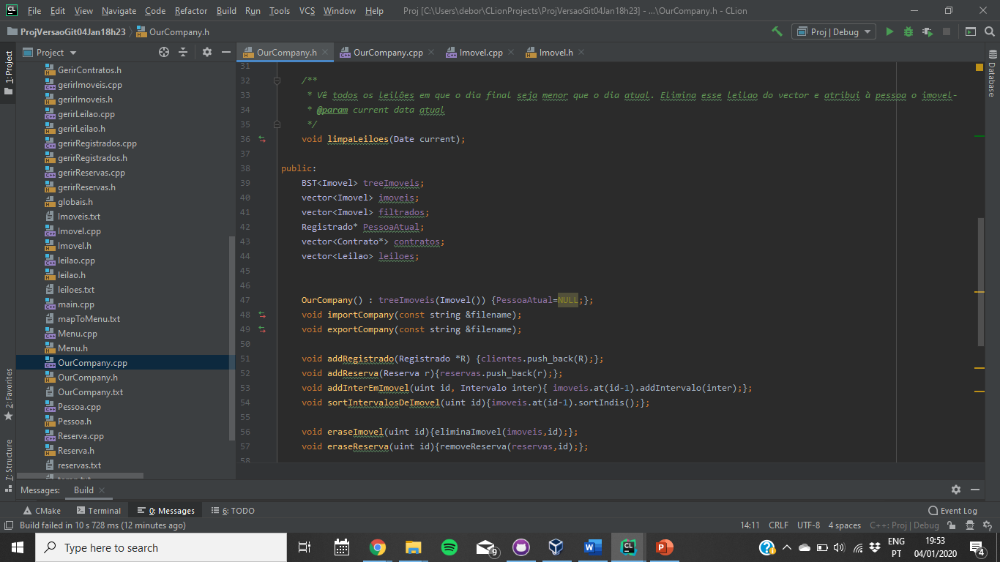 File Edit View Navigate Code Refactor Build Run Tools VCS Window Help Proj [C:\Users\debor\CLionProjects\ProjVersaoGit04Jan18h23] - ...\OurCompany.h - CLion
ProjVersaoGit04Jan18h23 OurCompany.h Proj | Debug
Project OurCompany.h OurCompany.cpp Imovel.cpp Imovel.h
1: Project
2: Favorites
7: Structure
Database
GerirContratos.h
gerirImoveis.cpp
gerirImoveis.h
gerirLeilao.cpp
gerirLeilao.h
gerirRegistrados.cpp
gerirRegistrados.h
gerirReservas.cpp
gerirReservas.h
globais.h
Imoveis.txt
Imovel.cpp
Imovel.h
leilao.cpp
leilao.h
leiloes.txt
main.cpp
mapToMenu.txt
Menu.cpp
Menu.h
OurCompany.cpp
OurCompany.h
OurCompany.txt
Pessoa.cpp
Pessoa.h
Reserva.cpp
Reserva.h
reservas.txt
31
32 /**
33 * Vê todos os leilões em que o dia final seja menor que o dia atual. Elimina esse leilao do vector e atribui à pessoa o imovel-
34 * @param current data atual
35 */
36 void limpaLeiloes(Date current);
37
38 public:
39 BST<Imovel> treeImoveis;
40 vector<Imovel> imoveis;
41 vector<Imovel> filtrados;
42 Registrado* PessoaAtual;
43 vector<Contrato*> contratos;
44 vector<Leilao> leiloes;
45
46
47 OurCompany() : treeImoveis(Imovel()) {PessoaAtual=NULL;};
48 void importCompany(const string &filename);
49 void exportCompany(const string &filename);
50
51 void addRegistrado(Registrado *R) {clientes.push_back(R);};
52 void addReserva(Reserva r){reservas.push_back(r);};
53 void addInterEmImovel(uint id, Intervalo inter){ imoveis.at(id-1).addIntervalo(inter);};
54 void sortIntervalosDeImovel(uint id){imoveis.at(id-1).sortIndis();};
55
56 void eraseImovel(uint id){eliminaImovel(imoveis,id);};
57 void eraseReserva(uint id){removeReserva(reservas,id);};
58
Messages: Build
CMake Terminal 0: Messages 6: TODO Event Log
Build failed in 10 s 728 ms (12 minutes ago) 14:11 CRLF UTF-8 4 spaces C++: Proj | Debug
Type here to search 9 ENG 19:53
PT 04/01/2020 4